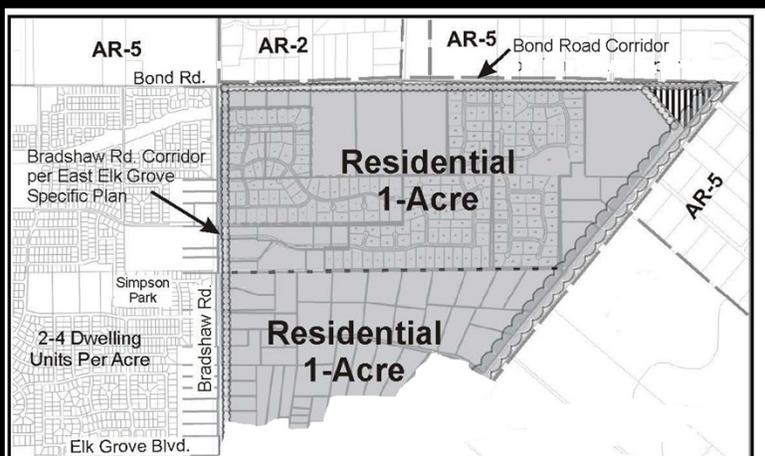 AR-5
AR-2
AR-5
Bond Road Corridor
Bond Rd.
Bradshaw Rd. Corridor
per East Elk Grove
Specific Plan
Residential
1-Acre
AR-5
Simpson
Park
Bradshaw Rd.
2-4 Dwelling
Units Per Acre
Residential
1-Acre
Elk Grove Blvd.